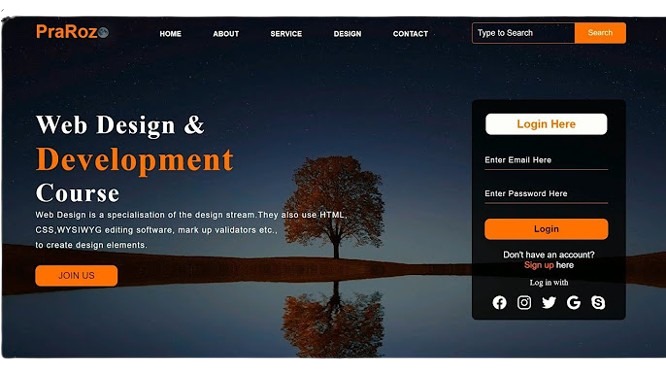 PraRoz
HOME
ABOUT
SERVICE
DESIGN
CONTACT
Type to Search
Search
Web Design &
Development
Course
Web Design is a specialisation of the design stream.They also use HTML,
CSS,WYSIWYG editing software, mark up validators etc.,
to create design elements.
JOIN US
Login Here
Enter Email Here
Enter Password Here
Login
Don't have an account?
Sign up here
Log in with